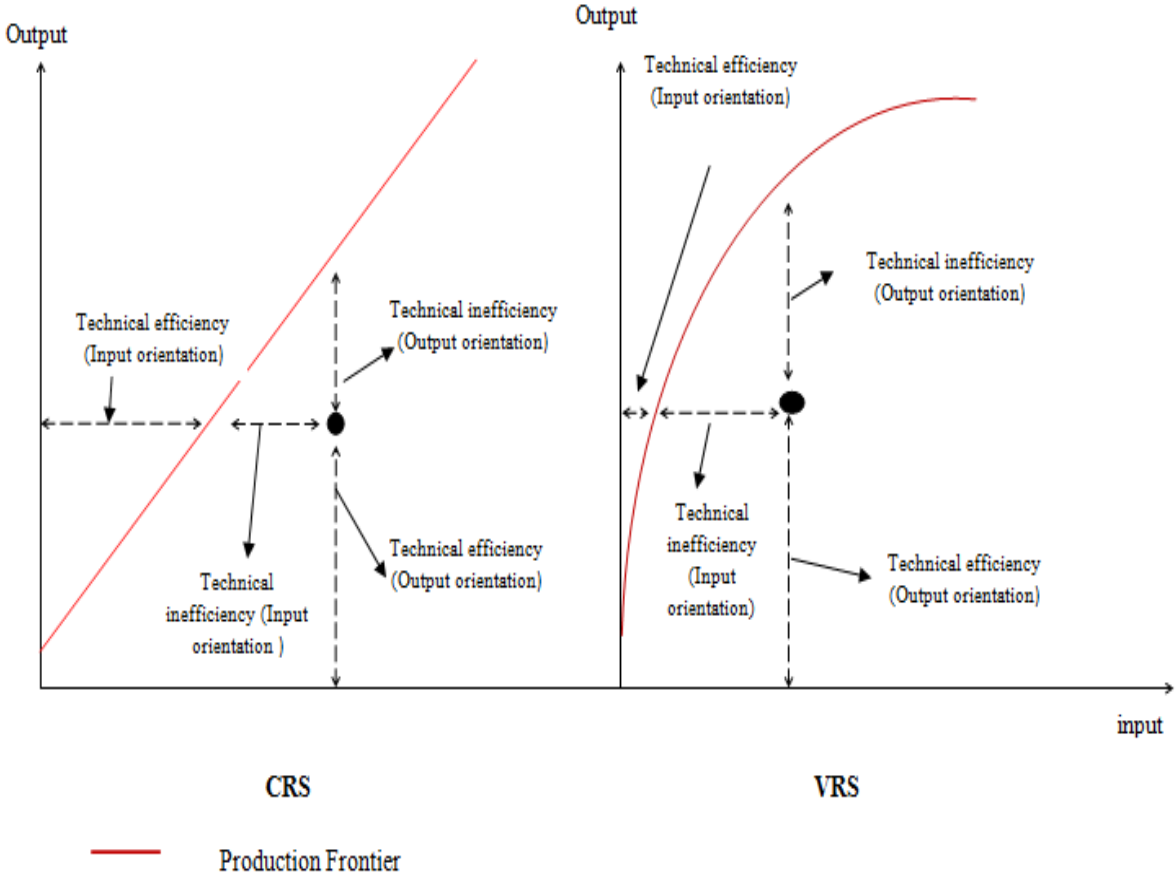 Output
Technical efficiency
(Input orientation)
Technical inefficiency
(Output orientation)
Technical
inefficiency (Input
orientation )
Technical efficiency
(Output orientation)
CRS
Output
Technical efficiency
(Input orientation)
Technical inefficiency
(Output orientation)
Technical
inefficiency
(Input
orientation)
Technical efficiency
(Output orientation)
input
VRS
Production Frontier